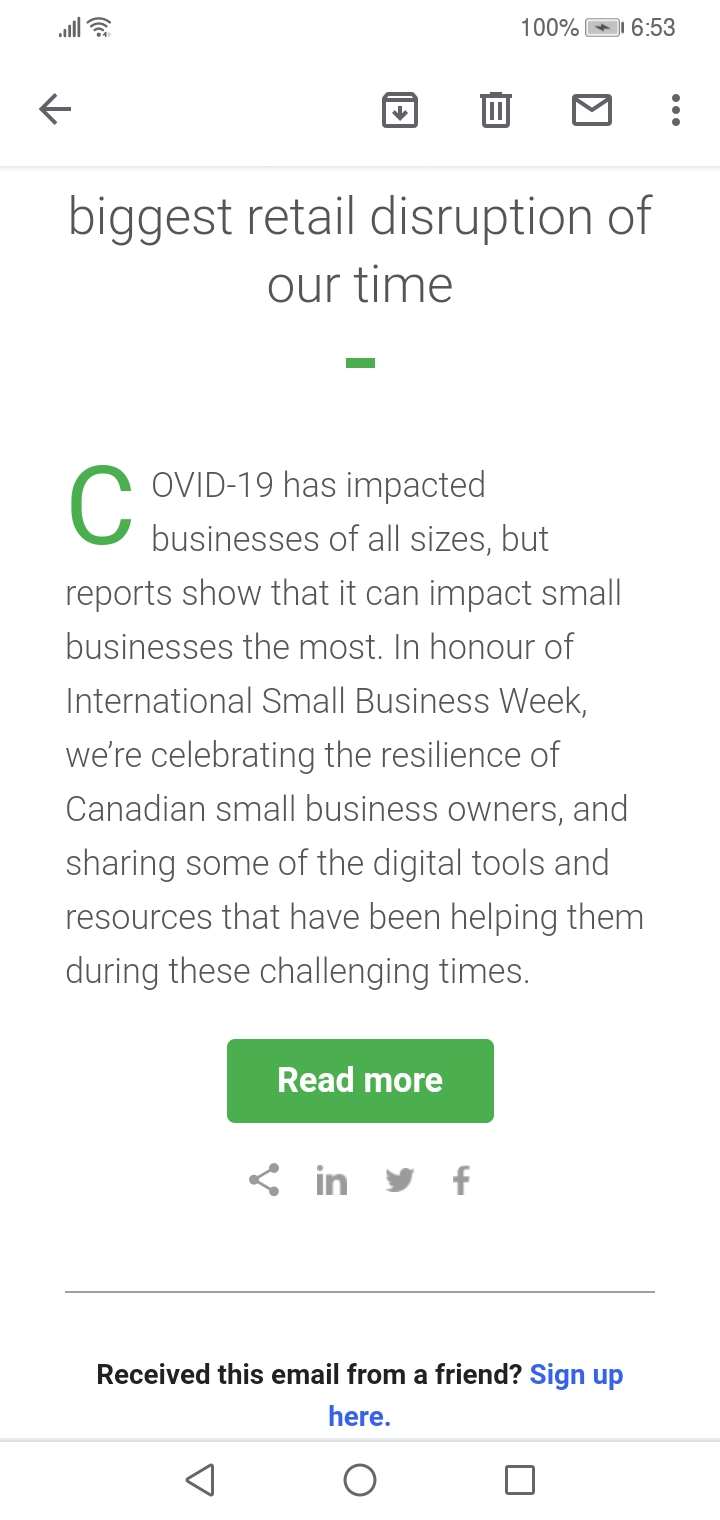 100% 6:53
biggest retail disruption of
our time
COVID-19 has impacted
businesses of all sizes, but
reports show that it can impact small
businesses the most. In honour of
International Small Business Week,
we’re celebrating the resilience of
Canadian small business owners, and
sharing some of the digital tools and
resources that have been helping them
during these challenging times.
Read more
in
Received this email from a friend? Sign up
here.